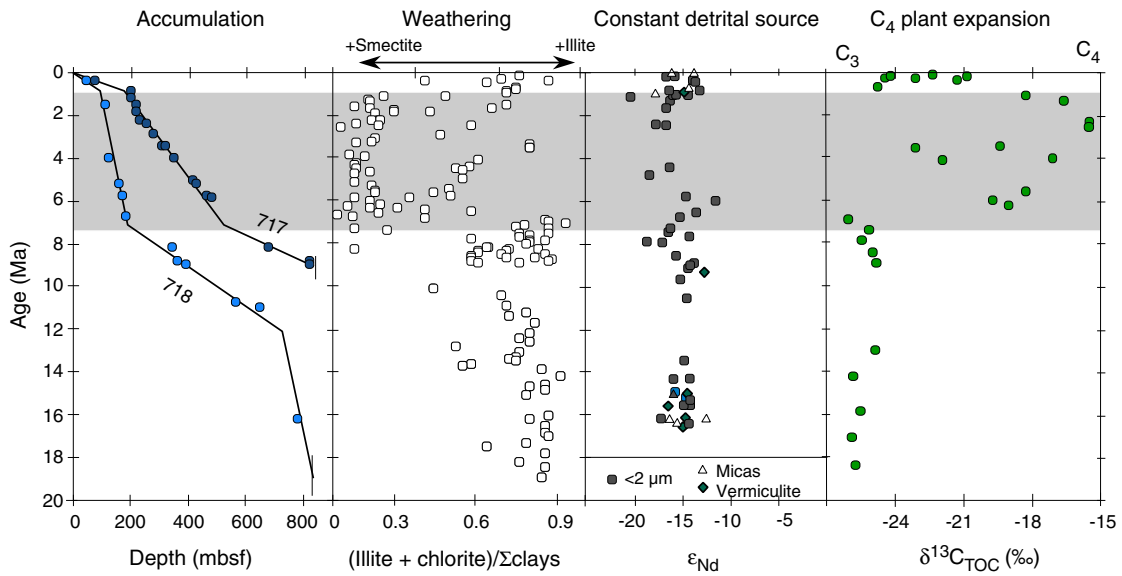 Accumulation
Weathering
Constant detrital source
C4 plant expansion
+Smectite
+Illite
C3
C4
0
2
4
6
8
10
12
14
16
18
20
Age (Ma)
717
718
<2 µm
Micas
Vermiculite
0 200 400 600 800
0 0.3 0.6 0.9
-20 -15 -10 -5
-24 -21 -18 -15
Depth (mbsf)
(Illite + chlorite)/Σclays
εNd
δ¹³CTOC (‰)